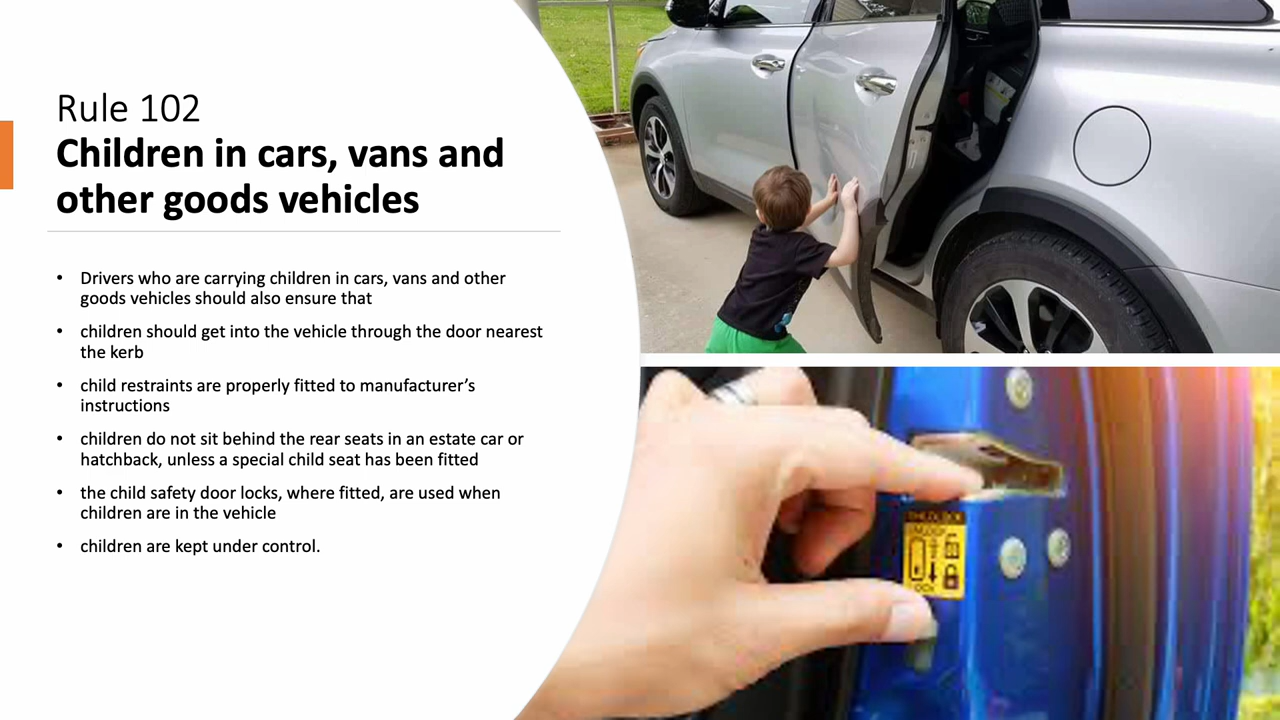 Rule 102
Children in cars, vans and
other goods vehicles
• Drivers who are carrying children in cars, vans and other
goods vehicles should also ensure that
• children should get into the vehicle through the door nearest
the kerb
• child restraints are properly fitted to manufacturer’s
instructions
• children do not sit behind the rear seats in an estate car or
hatchback, unless a special child seat has been fitted
• the child safety door locks, where fitted, are used when
children are in the vehicle
• children are kept under control.